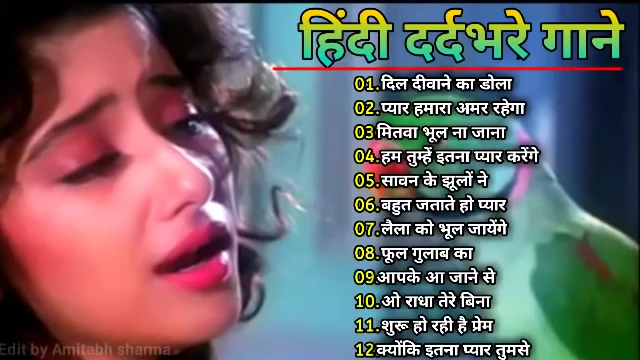 हिंदी दर्दभरे गाने
01.दिल दीवाने का डोला
02.प्यार हमारा अमर रहेगा
03 मितवा भूल ना जाना
04.हम तुम्हें इतना प्यार करेंगे
05.सावन के झूलों ने
06.बहुत जताते हो प्यार
07.लैला को भूल जायेंगे
08.फूल गुलाब का
09.आपके आ जाने से
10.ओ राधा तेरे बिना
11.शुरू हो रही है प्रेम
12.क्योंकि इतना प्यार तुमसे
Edit by Amitabh sharma